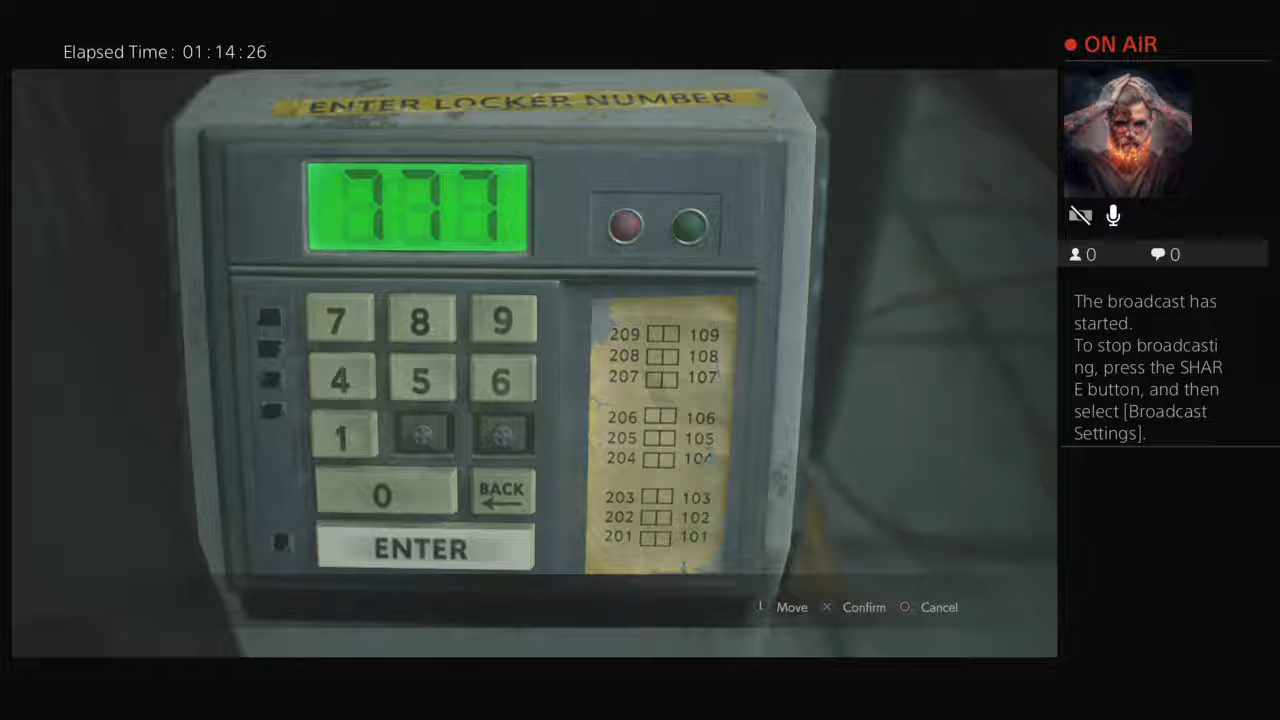 Elapsed Time: 01:14:26
ON AIR
ENTER LOCKER NUMBER
777
7 8 9
4 5 6
1
0 BACK
ENTER
209 109
208 108
207 107
206 106
205 105
204 104
203 103
202 102
201 101
L Move X Confirm O Cancel
0 0
The broadcast has
started.
To stop broadcasti
ng, press the SHAR
E button, and then
select [Broadcast
Settings].